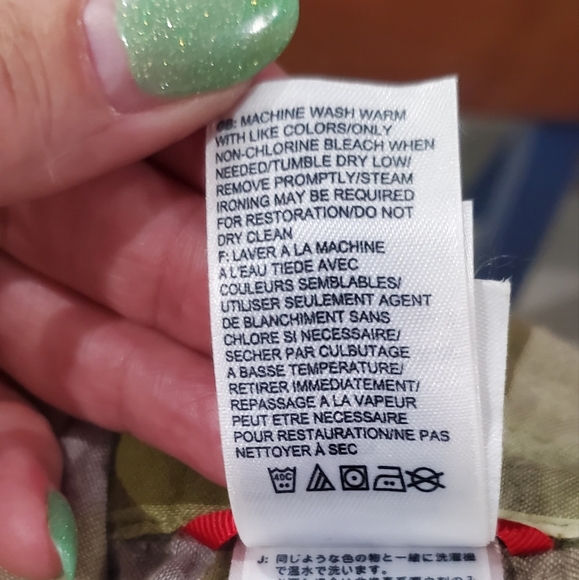 GB: MACHINE WASH WARM
WITH LIKE COLORS/ONLY
NON-CHLORINE BLEACH WHEN
NEEDED/TUMBLE DRY LOW/
REMOVE PROMPTLY/STEAM
IRONING MAY BE REQUIRED
FOR RESTORATION/DO NOT
DRY CLEAN
F: LAVER A LA MACHINE
A L'EAU TIEDE AVEC
COULEURS SEMBLABLES/
UTILISER SEULEMENT AGENT
DE BLANCHIMENT SANS
CHLORE SI NECESSAIRE/
SECHER PAR CULBUTAGE
A BASSE TEMPERATURE/
RETIRER IMMEDIATEMENT/
REPASSAGE A LA VAPEUR
PEUT ETRE NECESSAIRE
POUR RESTAURATION/NE PAS
NETTOYER À SEC
40C
J: 同じような色の物と一緒に洗濯機
で温水で洗います。